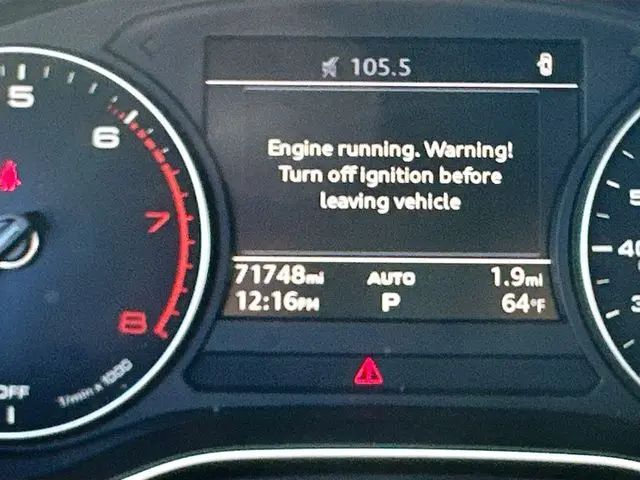 105.5
5
6
7
8
Engine running. Warning!
Turn off ignition before
leaving vehicle
71748mi AUTO 1.9mi
12:16PM P 64°F
OFF
1/min x 1000
40